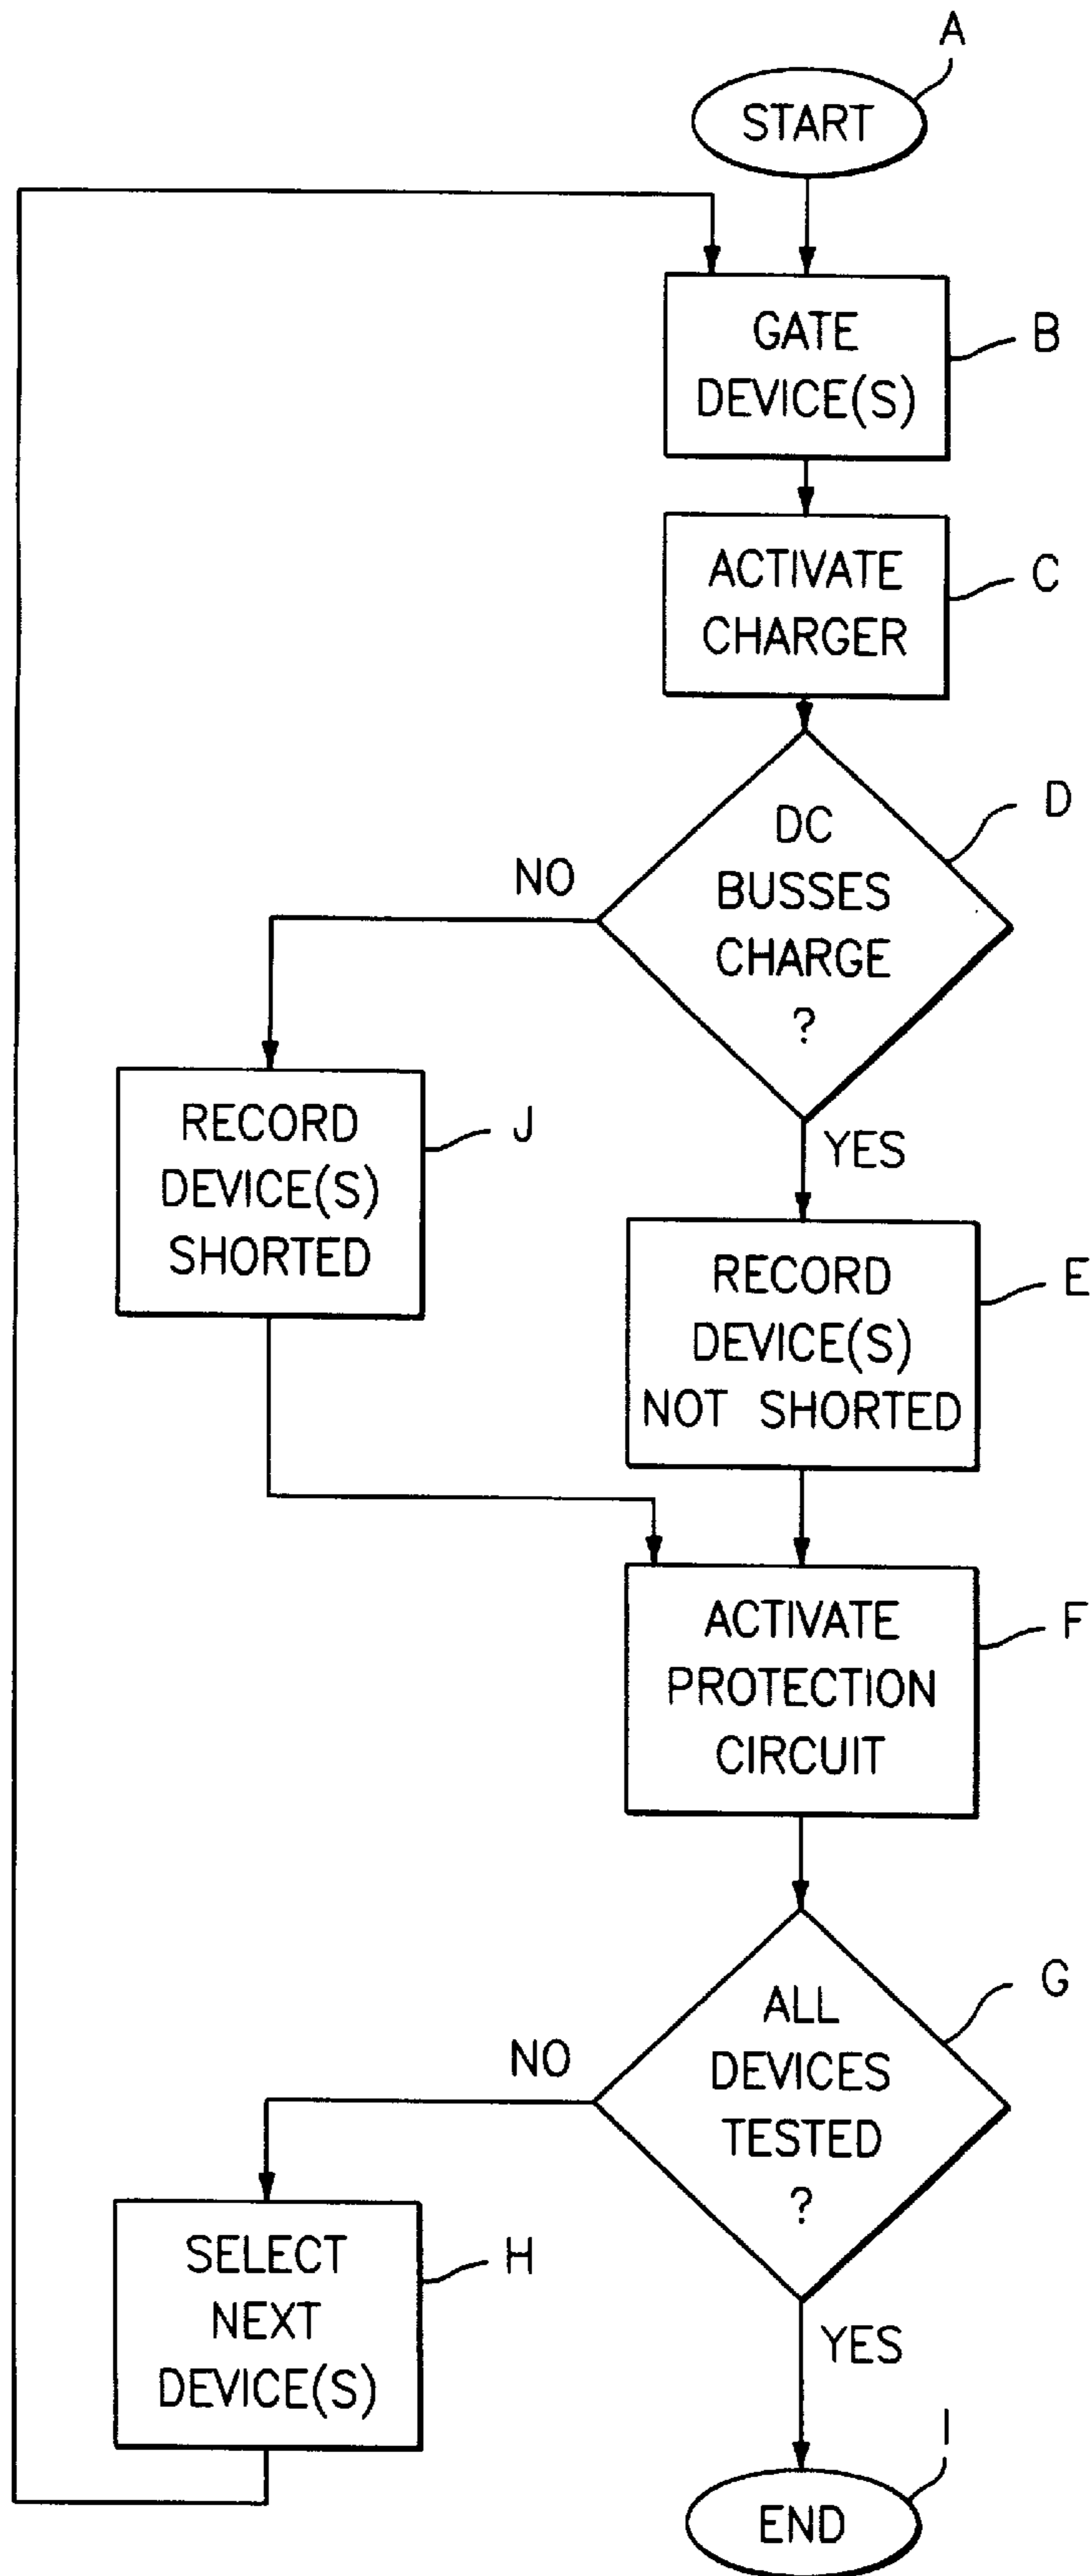 A
START
GATE
DEVICE(S)
B
ACTIVATE
CHARGER
C
DC
BUSSES
CHARGE
?
D
NO
YES
RECORD
DEVICE(S)
SHORTED
J
RECORD
DEVICE(S)
NOT SHORTED
E
ACTIVATE
PROTECTION
CIRCUIT
F
ALL
DEVICES
TESTED
?
G
NO
YES
SELECT
NEXT
DEVICE(S)
H
I
END